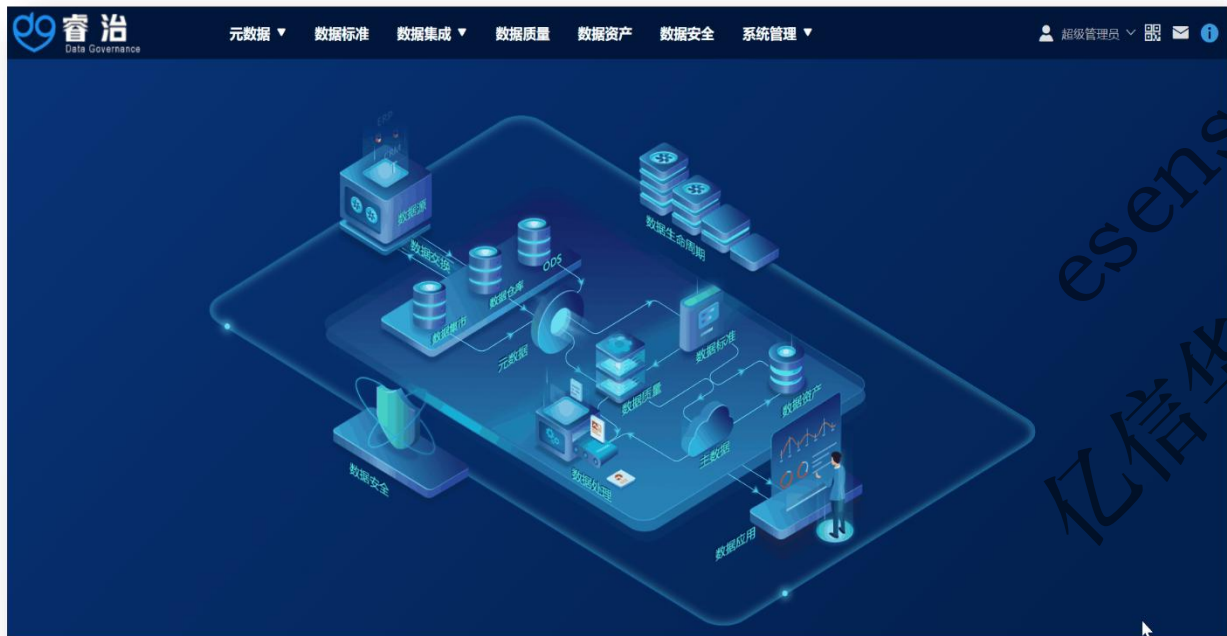 睿治
Data Governance
元数据 ▼ 数据标准 数据集成 ▼ 数据质量 数据资产 数据安全 系统管理 ▼
超级管理员
ERP
CRM
数据源
数据交换
ODS
数据仓库
数据集市
元数据
数据生命周期
数据标准
数据质量
数据资产
主数据
数据处理
数据安全
数据应用
esens
亿信华